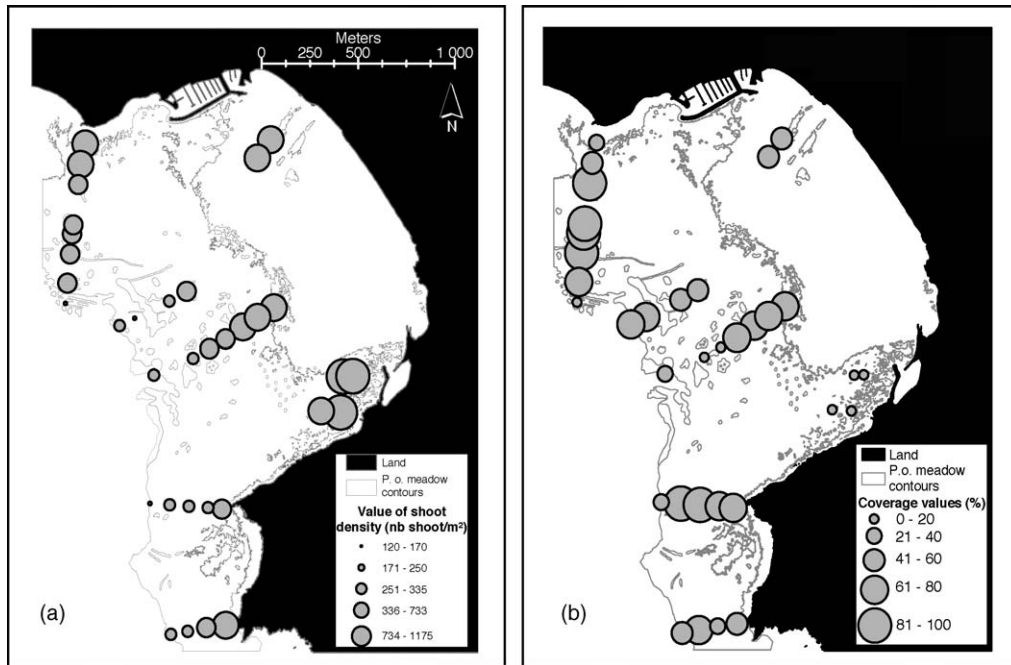 Meters
0 250 500 1 000
N
Land
P. o. meadow
contours
Value of shoot
density (nb shoot/m²)
120 - 170
171 - 250
251 - 335
336 - 733
734 - 1175
(a)
Land
P.o. meadow
contours
Coverage values (%)
0 - 20
21 - 40
41 - 60
61 - 80
81 - 100
(b)